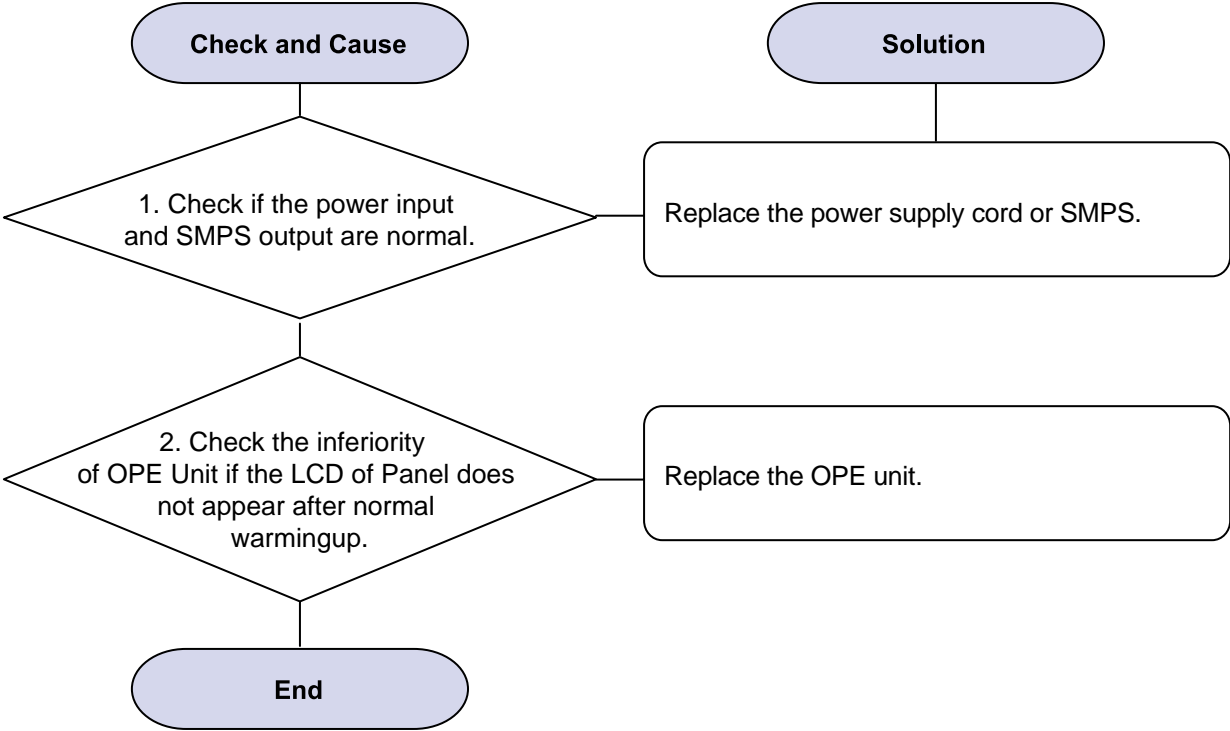 Check and Cause
Solution
1. Check if the power input
and SMPS output are normal.
Replace the power supply cord or SMPS.
2. Check the inferiority
of OPE Unit if the LCD of Panel does
not appear after normal
warmingup.
Replace the OPE unit.
End